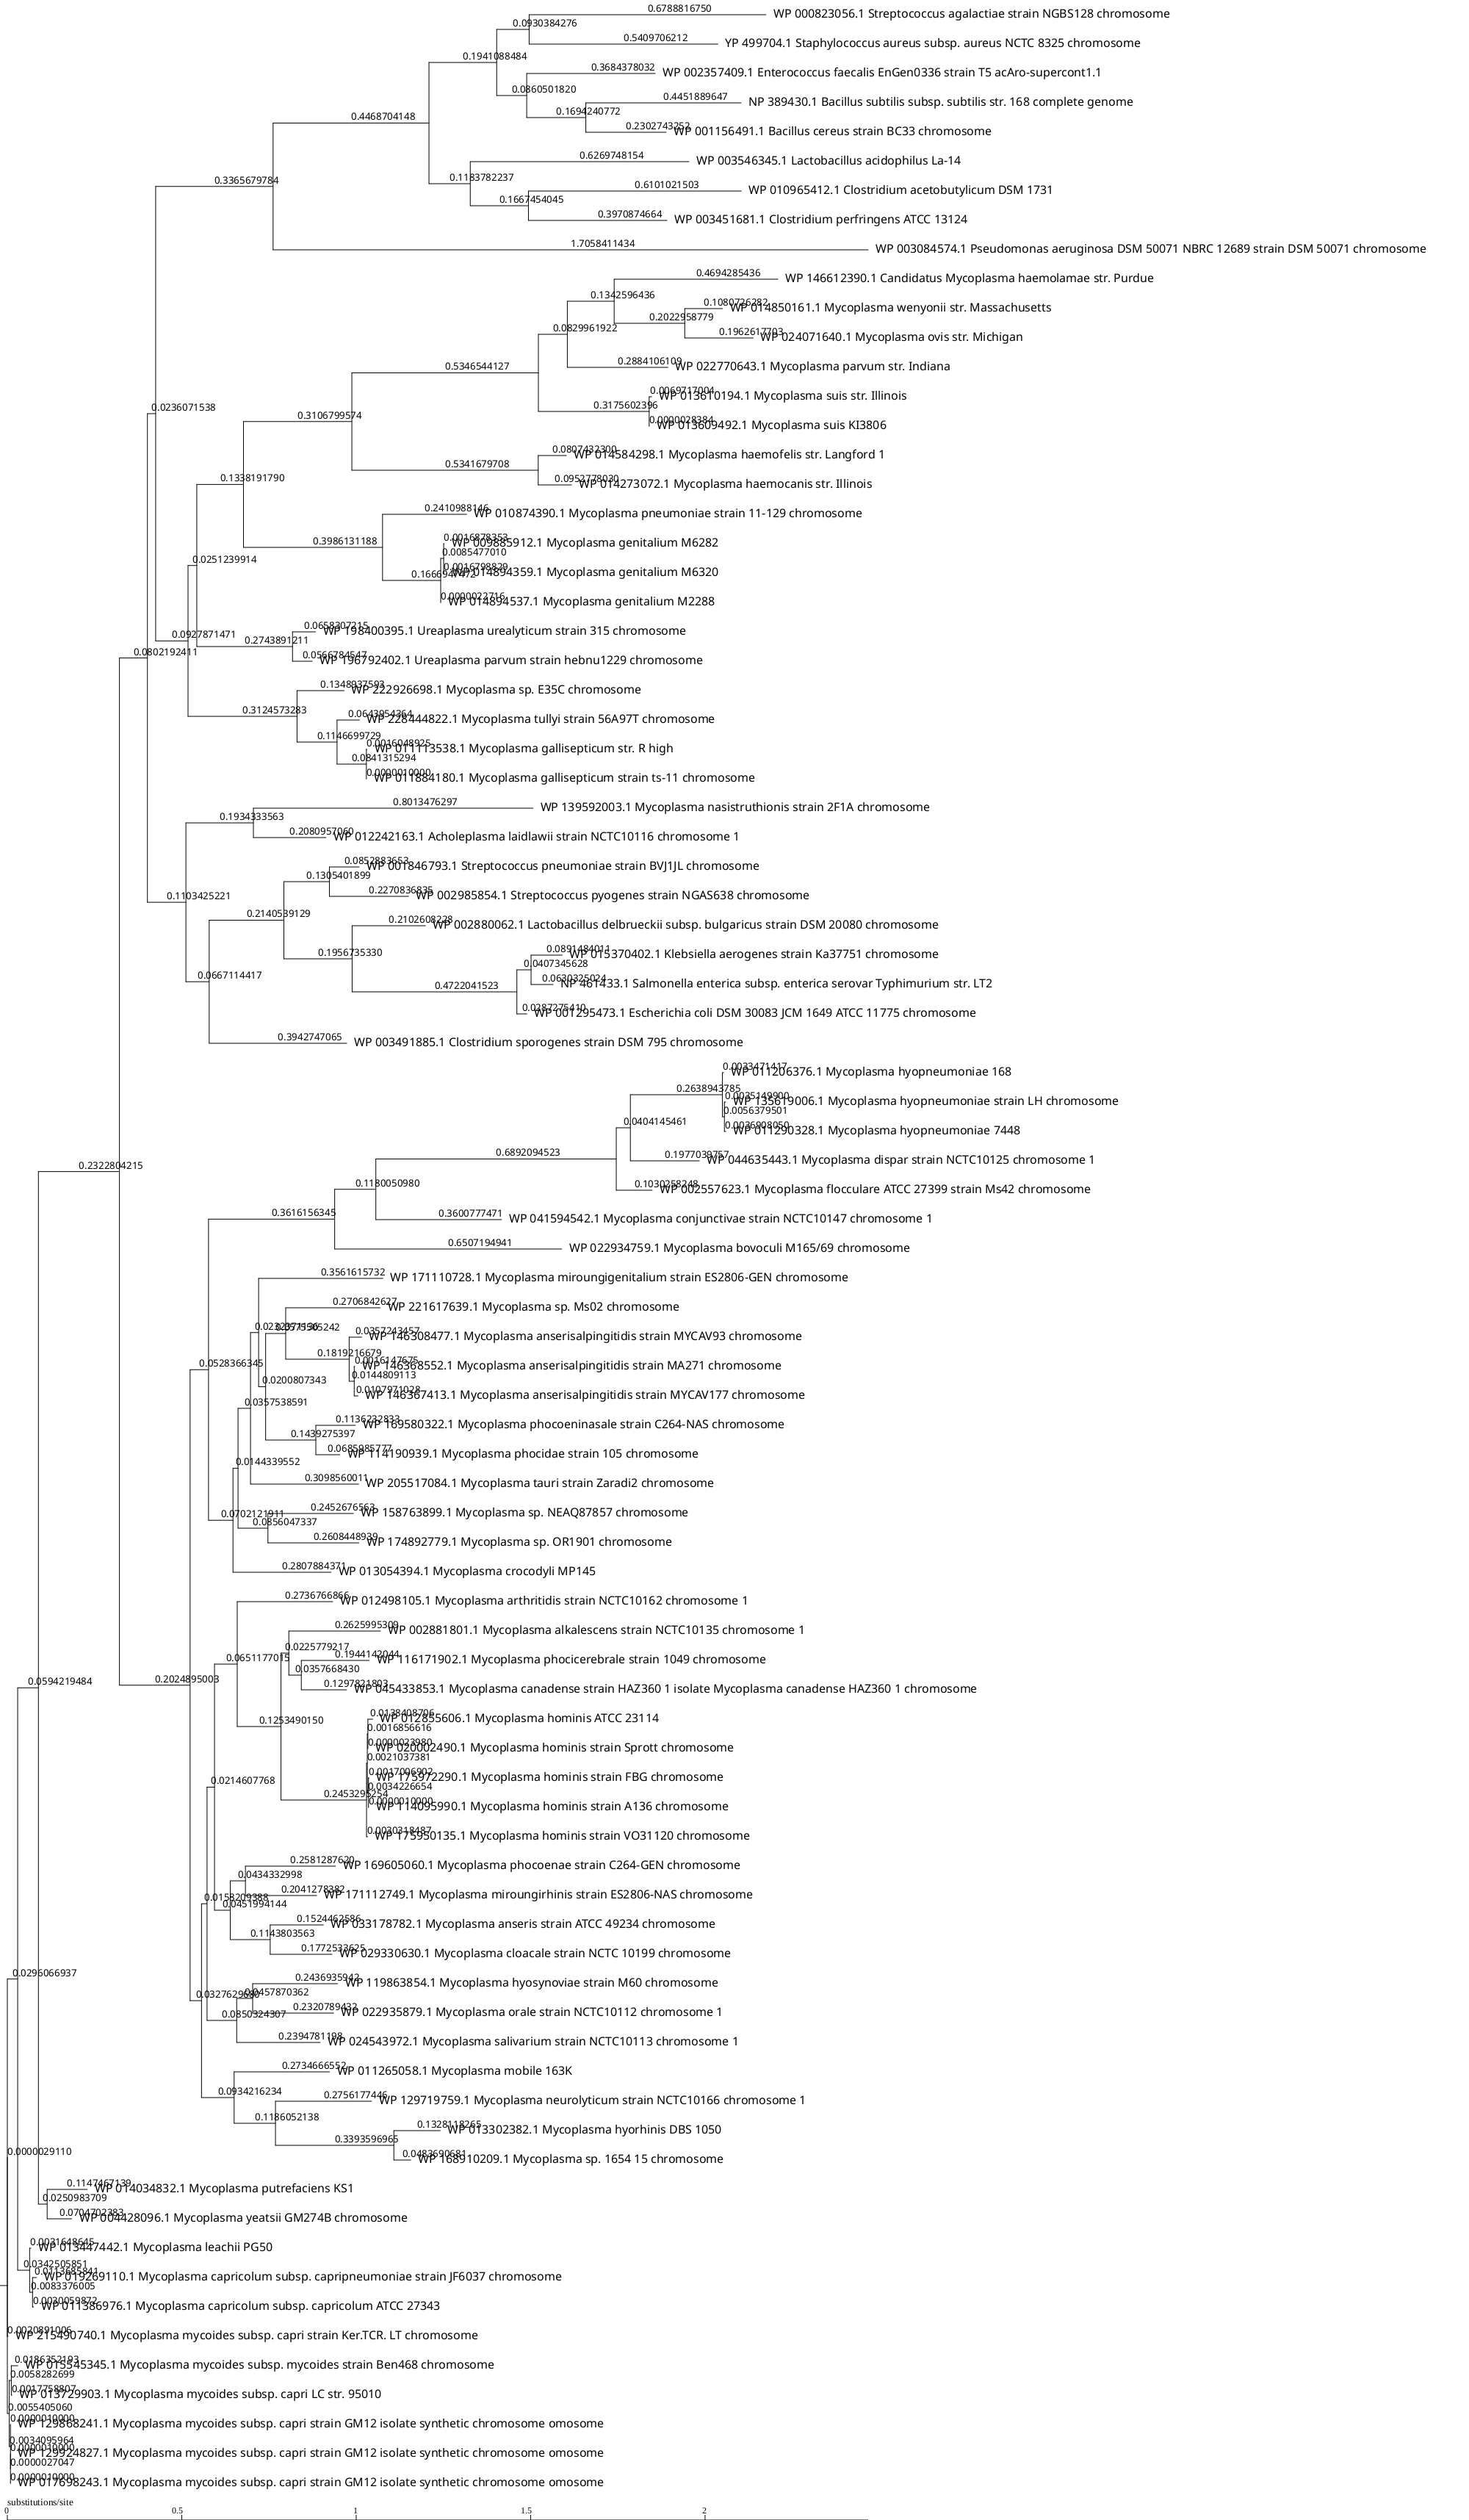 0.6788816750
WP 000823056.1 Streptococcus agalactiae strain NGBS128 chromosome
0.0930384276
0.5409706212
YP 499704.1 Staphylococcus aureus subsp. aureus NCTC 8325 chromosome
0.1941088484
0.3684378032
WP 002357409.1 Enterococcus faecalis EnGen0336 strain T5 acAro-supercont1.1
0.0860501820
0.4451889647
NP 389430.1 Bacillus subtilis subsp. subtilis str. 168 complete genome
0.1694240772
0.2302743252
WP 001156491.1 Bacillus cereus strain BC33 chromosome
0.4468704148
0.6269748154
WP 003546345.1 Lactobacillus acidophilus La-14
0.1183782237
0.6101021503
WP 010965412.1 Clostridium acetobutylicum DSM 1731
0.1667454045
0.3970874664
WP 003451681.1 Clostridium perfringens ATCC 13124
0.3365679784
1.7058411434
WP 003084574.1 Pseudomonas aeruginosa DSM 50071 NBRC 12689 strain DSM 50071 chromosome
0.4694285436
WP 146612390.1 Candidatus Mycoplasma haemolamae str. Purdue
0.1342596436
0.1080726282
WP 014850161.1 Mycoplasma wenyonii str. Massachusetts
0.2022958779
0.0829961922
WP 024071640.1 Mycoplasma ovis str. Michigan
0.2884106109
WP 022770643.1 Mycoplasma parvum str. Indiana
0.5346544127
0.0069717004
WP 013610194.1 Mycoplasma suis str. Illinois
0.3175602396
0.0000028384
WP 013609492.1 Mycoplasma suis KI3806
0.0236071538
0.3106799574
0.0807432300
WP 014584298.1 Mycoplasma haemofelis str. Langford 1
0.5341679708
0.0952778030
WP 014273072.1 Mycoplasma haemocanis str. Illinois
0.1338191790
0.2410988146
WP 010874390.1 Mycoplasma pneumoniae strain 11-129 chromosome
0.0016878353
WP 009885912.1 Mycoplasma genitalium M6282
0.3986131188
0.0085477010
0.0251239914
0.0016798829
WP 014894359.1 Mycoplasma genitalium M6320
0.0000022716
WP 014894537.1 Mycoplasma genitalium M2288
0.0658307215
WP 198400395.1 Ureaplasma urealyticum strain 315 chromosome
0.0927871471
0.2743891211
0.0802192411
0.0566784547
WP 196792402.1 Ureaplasma parvum strain hebnu1229 chromosome
0.1348937593
WP 222926698.1 Mycoplasma sp. E35C chromosome
0.3124573283
0.0643954364
WP 228444822.1 Mycoplasma tullyi strain 56A97T chromosome
0.1146699729
0.0016048925
WP 011113538.1 Mycoplasma gallisepticum str. R high
0.0841315294
0.0000010000
WP 011884180.1 Mycoplasma gallisepticum strain ts-11 chromosome
0.8013476297
WP 139592003.1 Mycoplasma nasistruthionis strain 2F1A chromosome
0.1934333563
0.2080957060
WP 012242163.1 Acholeplasma laidlawii strain NCTC10116 chromosome 1
0.0852883653
WP 001846793.1 Streptococcus pneumoniae strain BVJ1JL chromosome
0.1305401899
0.2270836835
WP 002985854.1 Streptococcus pyogenes strain NGAS638 chromosome
0.1103425221
0.2140539129
0.2102608228
WP 002880062.1 Lactobacillus delbrueckii subsp. bulgaricus strain DSM 20080 chromosome
0.1956735330
0.0891484011
WP 015370402.1 Klebsiella aerogenes strain Ka37751 chromosome
0.0407345628
0.0667114417
0.0630325024
NP 461433.1 Salmonella enterica subsp. enterica serovar Typhimurium str. LT2
0.4722041523
0.0287275410
WP 001295473.1 Escherichia coli DSM 30083 JCM 1649 ATCC 11775 chromosome
0.3942747065
WP 003491885.1 Clostridium sporogenes strain DSM 795 chromosome
0.0033471417
WP 011206376.1 Mycoplasma hyopneumoniae 168
0.2638943785
0.0035149900
WP 135619006.1 Mycoplasma hyopneumoniae strain LH chromosome
0.0056379501
0.0404145461
0.0036908050
WP 011290328.1 Mycoplasma hyopneumoniae 7448
0.6892094523
0.1977039757
WP 044635443.1 Mycoplasma dispar strain NCTC10125 chromosome 1
0.2322804215
0.1180050980
0.1030258248
WP 002557623.1 Mycoplasma flocculare ATCC 27399 strain Ms42 chromosome
0.3616156345
0.3600777471
WP 041594542.1 Mycoplasma conjunctivae strain NCTC10147 chromosome 1
0.6507194941
WP 022934759.1 Mycoplasma bovoculi M165/69 chromosome
0.3561615732
WP 171110728.1 Mycoplasma miroungigenitalium strain ES2806-GEN chromosome
0.2706842627
WP 221617639.1 Mycoplasma sp. Ms02 chromosome
0.0357243457
WP 146308477.1 Mycoplasma anserisalpingitidis strain MYCAV93 chromosome
0.1819216679
0.0528366345
0.0016147675
WP 146368552.1 Mycoplasma anserisalpingitidis strain MA271 chromosome
0.0144809113
0.0200807343
0.0107971028
WP 146367413.1 Mycoplasma anserisalpingitidis strain MYCAV177 chromosome
0.0357538591
0.1136232833
WP 169580322.1 Mycoplasma phocoeninasale strain C264-NAS chromosome
0.1439275397
0.0685985777
WP 114190939.1 Mycoplasma phocidae strain 105 chromosome
0.0144339552
0.3098560011
WP 205517084.1 Mycoplasma tauri strain Zaradi2 chromosome
0.2452676563
WP 158763899.1 Mycoplasma sp. NEAQ87857 chromosome
0.0702121911
0.0856047337
0.2608448939
WP 174892779.1 Mycoplasma sp. OR1901 chromosome
0.2807884371
WP 013054394.1 Mycoplasma crocodyli MP145
0.2736766866
WP 012498105.1 Mycoplasma arthritidis strain NCTC10162 chromosome 1
0.2625995309
WP 002881801.1 Mycoplasma alkalescens strain NCTC10135 chromosome 1
0.0225779217
0.1944142044
WP 116171902.1 Mycoplasma phocicerebrale strain 1049 chromosome
0.0651177015
0.0357668430
0.0594219484
0.2024895003
0.1297821803
WP 045433853.1 Mycoplasma canadense strain HAZ360 1 isolate Mycoplasma canadense HAZ360 1 chromosome
0.0138408706
WP 012855606.1 Mycoplasma hominis ATCC 23114
0.1253490150
0.0016856616
0.0000023980
WP 020002490.1 Mycoplasma hominis strain Sprott chromosome
0.0021037381
0.0017006902
WP 175972290.1 Mycoplasma hominis strain FBG chromosome
0.0214607768
0.0034226654
0.2453295254
0.0000010000
WP 114095990.1 Mycoplasma hominis strain A136 chromosome
0.0030318487
WP 175950135.1 Mycoplasma hominis strain VO31120 chromosome
0.2581287620
WP 169605060.1 Mycoplasma phocoenae strain C264-GEN chromosome
0.0434332998
0.2041278382
WP 171112749.1 Mycoplasma miroungirhinis strain ES2806-NAS chromosome
0.0158209388
0.0451994144
0.1524462586
WP 033178782.1 Mycoplasma anseris strain ATCC 49234 chromosome
0.1143803563
0.1772533625
WP 029330630.1 Mycoplasma cloacale strain NCTC 10199 chromosome
0.0296066937
0.2436935942
WP 119863854.1 Mycoplasma hyosynoviae strain M60 chromosome
0.0457870362
0.2320789432
WP 022935879.1 Mycoplasma orale strain NCTC10112 chromosome 1
0.0850324307
0.2394781198
WP 024543972.1 Mycoplasma salivarium strain NCTC10113 chromosome 1
0.2734666552
WP 011265058.1 Mycoplasma mobile 163K
0.0934216234
0.2756177446
WP 129719759.1 Mycoplasma neurolyticum strain NCTC10166 chromosome 1
0.1186052138
0.1328118265
WP 013302382.1 Mycoplasma hyorhinis DBS 1050
0.3393596965
0.0000029110
0.0483690681
WP 168910209.1 Mycoplasma sp. 1654 15 chromosome
0.1147467139
WP 014034832.1 Mycoplasma putrefaciens KS1
0.0250983709
0.0704702383
WP 004428096.1 Mycoplasma yeatsii GM274B chromosome
0.0031648645
WP 013447442.1 Mycoplasma leachii PG50
0.0342505851
0.0113685841
WP 019269110.1 Mycoplasma capricolum subsp. capripneumoniae strain JF6037 chromosome
0.0083376005
0.0030059872
WP 011386976.1 Mycoplasma capricolum subsp. capricolum ATCC 27343
0.0020891006
WP 215490740.1 Mycoplasma mycoides subsp. capri strain Ker.TCR. LT chromosome
0.0186352193
WP 015545345.1 Mycoplasma mycoides subsp. mycoides strain Ben468 chromosome
0.0058282699
0.0017758807
WP 013729903.1 Mycoplasma mycoides subsp. capri LC str. 95010
0.0055405060
0.0000010000
WP 129868241.1 Mycoplasma mycoides subsp. capri strain GM12 isolate synthetic chromosome omosome
0.0034095964
0.0000010000
WP 129924827.1 Mycoplasma mycoides subsp. capri strain GM12 isolate synthetic chromosome omosome
0.0000027047
0.0000010000
WP 017698243.1 Mycoplasma mycoides subsp. capri strain GM12 isolate synthetic chromosome omosome
substitutions/site
0 0.5 1 1.5 2